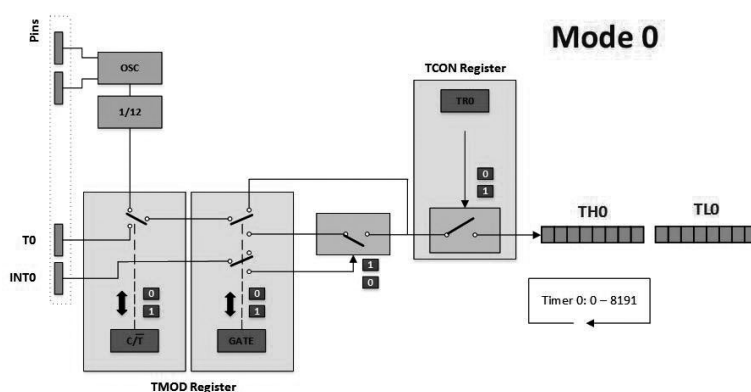 Pins
Mode 0
OSC
1/12
TCON Register
TR0
0
1
TH0
TL0
T0
INT0
1
0
0
1
0
1
C/T̅
GATE
Timer 0: 0 – 8191
TMOD Register